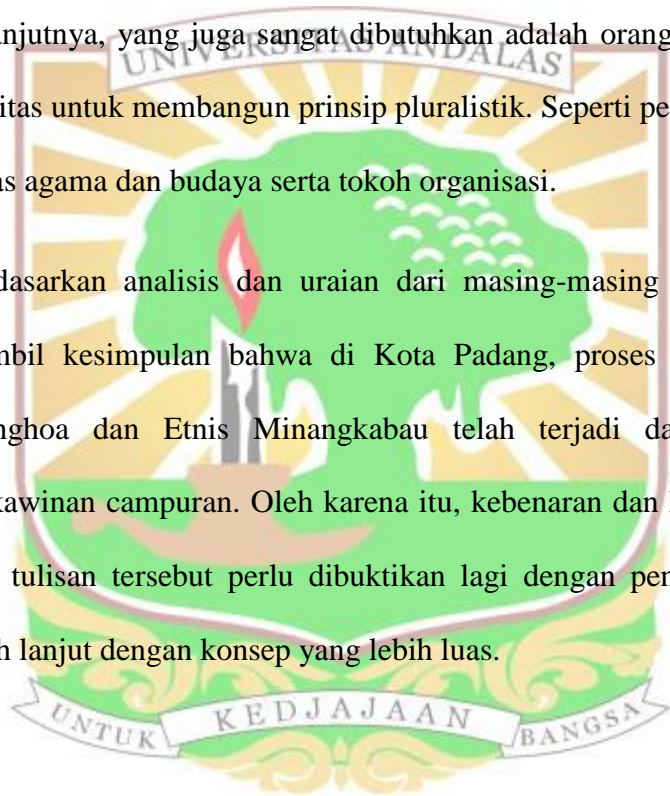 njutnya, yang juga sangat dibutuhkan adalah orang
UNIVERSITAS ANDALAS
itas untuk membangun prinsip pluralistik. Seperti pe
as agama dan budaya serta tokoh organisasi.
dasarkan analisis dan uraian dari masing-masing
mbil kesimpulan bahwa di Kota Padang, proses
nghoa dan Etnis Minangkabau telah terjadi da
kawinan campuran. Oleh karena itu, kebenaran dan
tulisan tersebut perlu dibuktikan lagi dengan pen
h lanjut dengan konsep yang lebih luas.
UNTUK KEDJAJAAN BANGSA